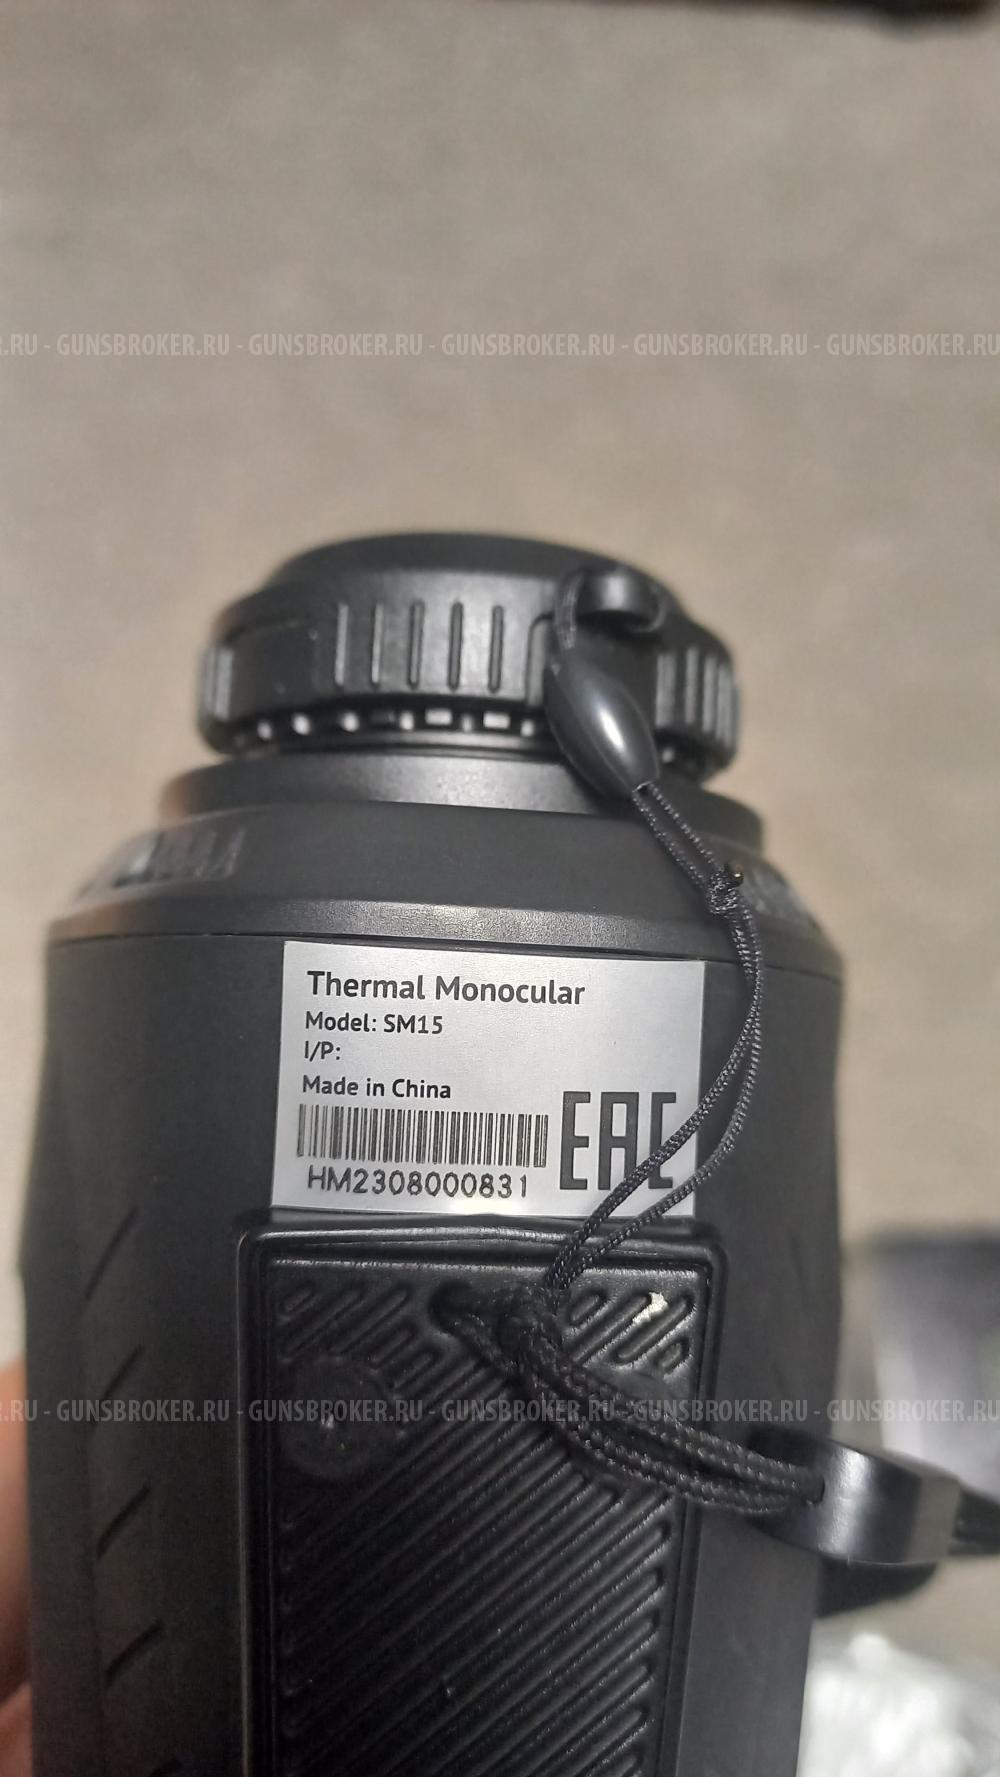 .RU - GUNSBROKER.RU - GUNSBROKER.RU - GUNSBROKER.RU - GUNSBROKER.RU - GUNSBROKER.RU
Thermal Monocular
Model: SM15
I/P:
Made in China
HM2308000831
EAC
.RU - GUNSBROKER.RU - GUNSBROKER.RU - GUNSBROKER.RU - GUNSBROKER.RU - GUNSBROKER.RU